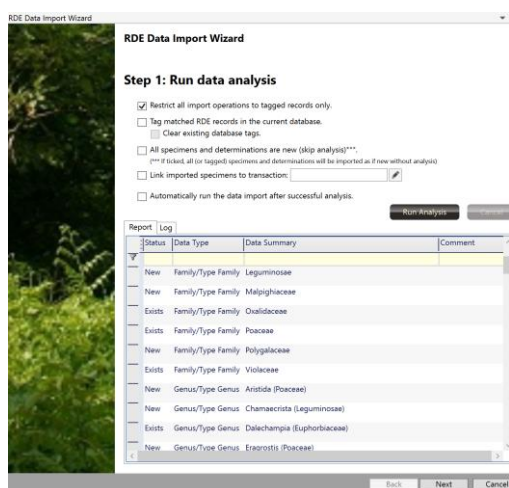 RDE Data Import Wizard
RDE Data Import Wizard
Step 1: Run data analysis
Restrict all import operations to tagged records only.
Tag matched RDE records in the current database.
Clear existing database tags.
All specimens and determinations are new (skip analysis)***.
(*** If ticked, all (or tagged) specimens and determinations will be imported as if new without analysis)
Link imported specimens to transaction:
Automatically run the data import after successful analysis.
Run Analysis Cancel
Report Log
Status Data Type Data Summary Comment
New Family/Type Family Leguminosae
New Family/Type Family Malpighiaceae
Exists Family/Type Family Oxalidaceae
Exists Family/Type Family Poaceae
New Family/Type Family Polygalaceae
Exists Family/Type Family Violaceae
New Genus/Type Genus Aristida (Poaceae)
New Genus/Type Genus Chamaecrista (Leguminosae)
Exists Genus/Type Genus Dalechampia (Euphorbiaceae)
New Genus/Type Genus Eragrostis (Poaceae)
Back Next Cancel